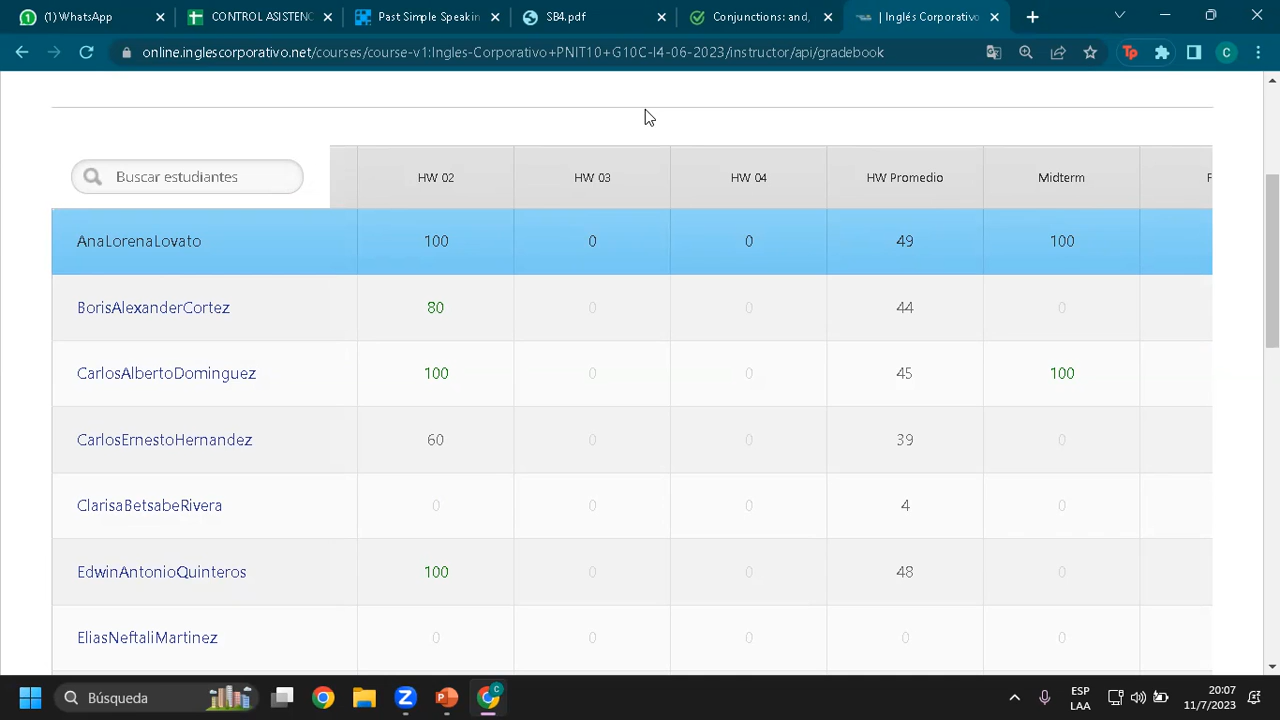 (1) WhatsApp
CONTROL ASISTENC
Past Simple Speakin
SB4.pdf
Conjunctions: and,
| Inglés Corporativo
online.inglescorporativo.net/courses/course-v1:Ingles-Corporativo+PNIT10+G10C-I4-06-2023/instructor/api/gradebook
Tp
C
Buscar estudiantes
HW 02 HW 03 HW 04 HW Promedio Midterm F
AnaLorenaLovato 100 0 0 49 100
BorisAlexanderCortez 80 0 0 44 0
CarlosAlbertoDominguez 100 0 0 45 100
CarlosErnestoHernandez 60 0 0 39 0
ClarisaBetsabeRivera 0 0 0 4 0
EdwinAntonioQuinteros 100 0 0 48 0
EliasNeftaliMartinez 0 0 0 0 0
Búsqueda
C
ESP
LAA
20:07
11/7/2023